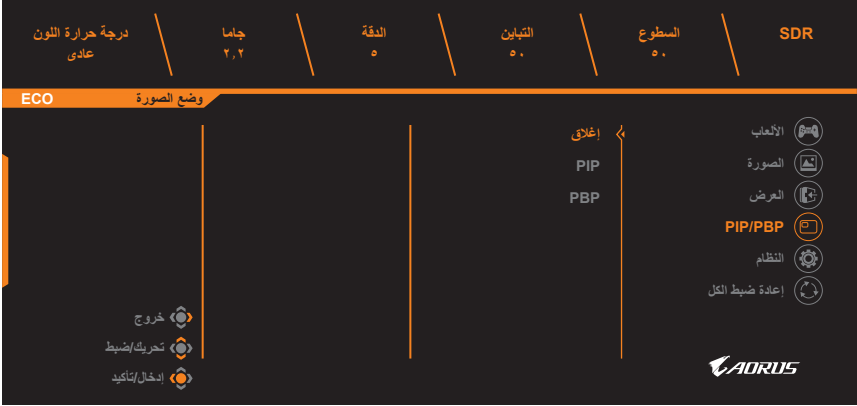 SDR
السطوع
٥٠
التباين
٥٠
الدقة
٥
جاما
٢,٢
درجة حرارة اللون
عادى
وضع الصورة
ECO
الألعاب
الصورة
العرض
PIP/PBP
النظام
إعادة ضبط الكل
إغلاق
PIP
PBP
خروج
تحريك/ضبط
إدخال/تأكيد
AORUS